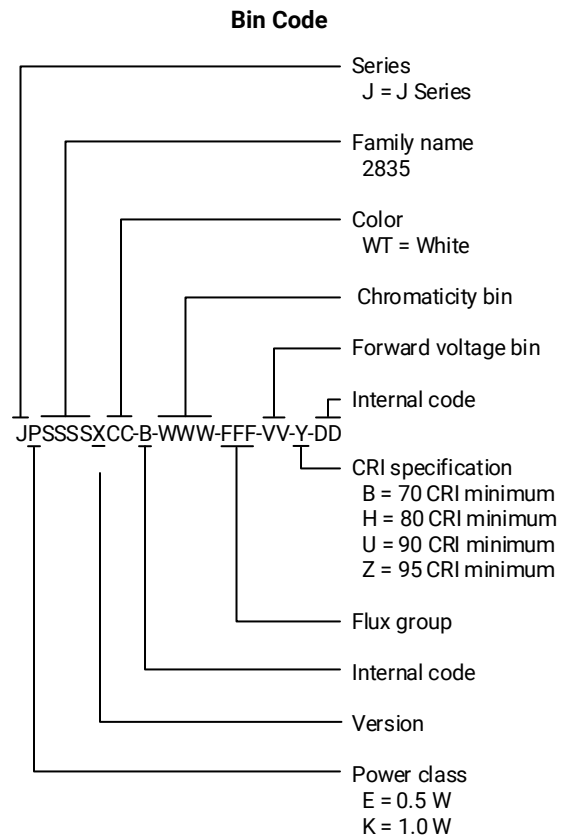 Bin Code
Series
J = J Series
Family name
2835
Color
WT = White
Chromaticity bin
Forward voltage bin
Internal code
JPSSSSXCC-B-WWW-FFF-VV-Y-DD
CRI specification
B = 70 CRI minimum
H = 80 CRI minimum
U = 90 CRI minimum
Z = 95 CRI minimum
Flux group
Internal code
Version
Power class
E = 0.5 W
K = 1.0 W